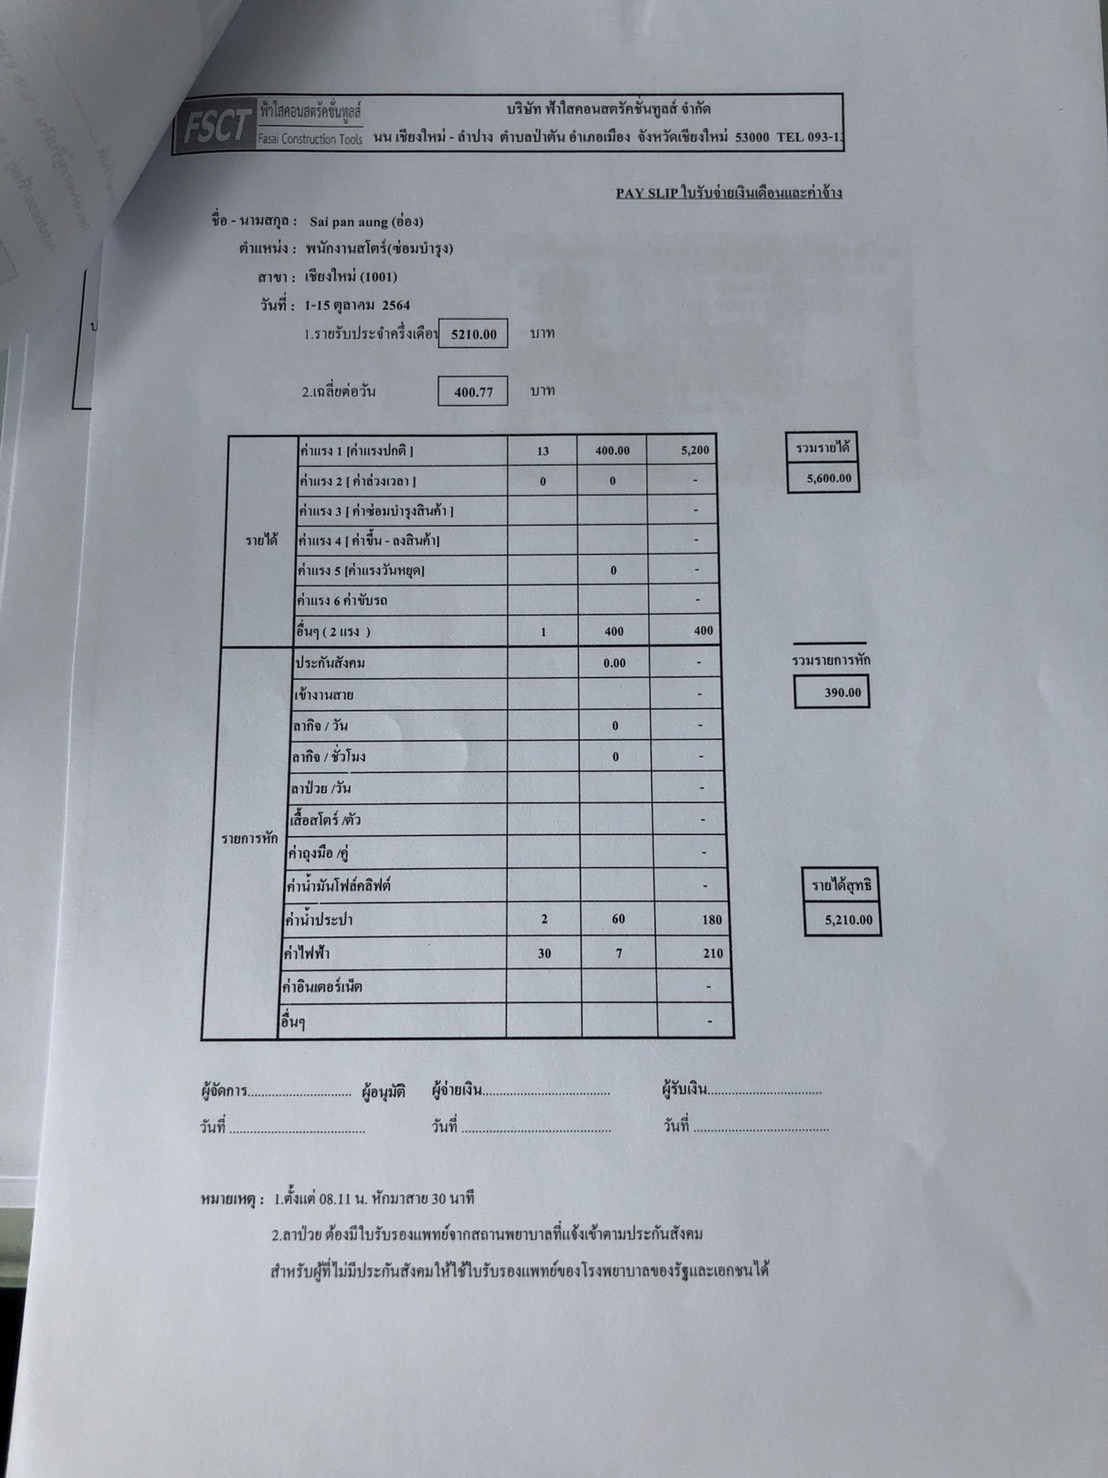 FSCT ฟ้าใสคอนสตรัคชั่นทูลส์ Fasai Construction Tools
บริษัท ฟ้าใสคอนสตรัคชั่นทูลส์ จำกัด
นน เชียงใหม่ - ลำปาง ตำบลป่าตัน อำเภอเมือง จังหวัดเชียงใหม่ 53000 TEL 093-13
PAY SLIP ใบรับจ่ายเงินเดือนและค่าจ้าง
ชื่อ - นามสกุล : Sai pan aung (อ่อง)
ตำแหน่ง : พนักงานสโตร์(ซ่อมบำรุง)
สาขา : เชียงใหม่ (1001)
วันที่ : 1-15 ตุลาคม 2564
1.รายรับประจำครึ่งเดือน 5210.00 บาท
2.เฉลี่ยต่อวัน 400.77 บาท
รายได้
ค่าแรง 1 [ค่าแรงปกติ ] 13 400.00 5,200
ค่าแรง 2 [ ค่าล่วงเวลา ] 0 0 -
ค่าแรง 3 [ ค่าซ่อมบำรุงสินค้า ] -
ค่าแรง 4 [ ค่าขึ้น - ลงสินค้า] -
ค่าแรง 5 [ค่าแรงวันหยุด] 0 -
ค่าแรง 6 ค่าขับรถ -
อื่นๆ ( 2 แรง ) 1 400 400
รวมรายได้
5,600.00
รายการหัก
ประกันสังคม 0.00 -
เข้างานสาย -
ลากิจ / วัน 0 -
ลากิจ / ชั่วโมง 0 -
ลาป่วย /วัน -
เสื้อสโตร์ /ตัว -
ค่าถุงมือ /คู่ -
ค่าน้ำมันโฟล์คลิฟต์ -
ค่าน้ำประปา 2 60 180
ค่าไฟฟ้า 30 7 210
ค่าอินเตอร์เน็ต -
อื่นๆ -
รวมรายการหัก
390.00
รายได้สุทธิ
5,210.00
ผู้จัดการ............................... ผู้อนุมัติ ผู้จ่ายเงิน...................................... ผู้รับเงิน..................................
วันที่ ......................................... วันที่ ............................................. วันที่ .........................................
หมายเหตุ : 1.ตั้งแต่ 08.11 น. หักมาสาย 30 นาที
2.ลาป่วย ต้องมีใบรับรองแพทย์จากสถานพยาบาลที่แจ้งเข้าตามประกันสังคม
สำหรับผู้ที่ไม่มีประกันสังคมให้ใช้ใบรับรองแพทย์ของโรงพยาบาลของรัฐและเอกชนได้